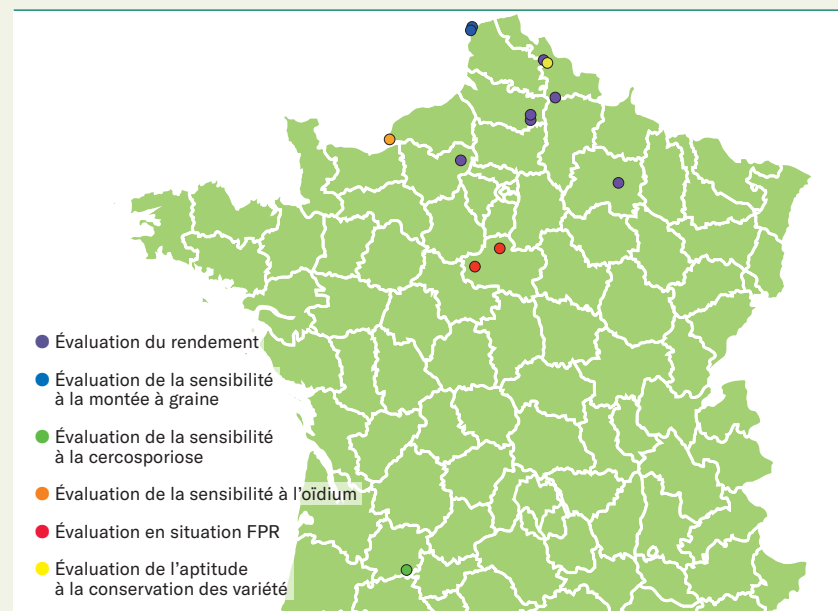 Évaluation du rendement
Évaluation de la sensibilité
à la montée à graine
Évaluation de la sensibilité
à la cercosporiose
Évaluation de la sensibilité à l'oïdium
Évaluation en situation FPR
Évaluation de l'aptitude
à la conservation des variété